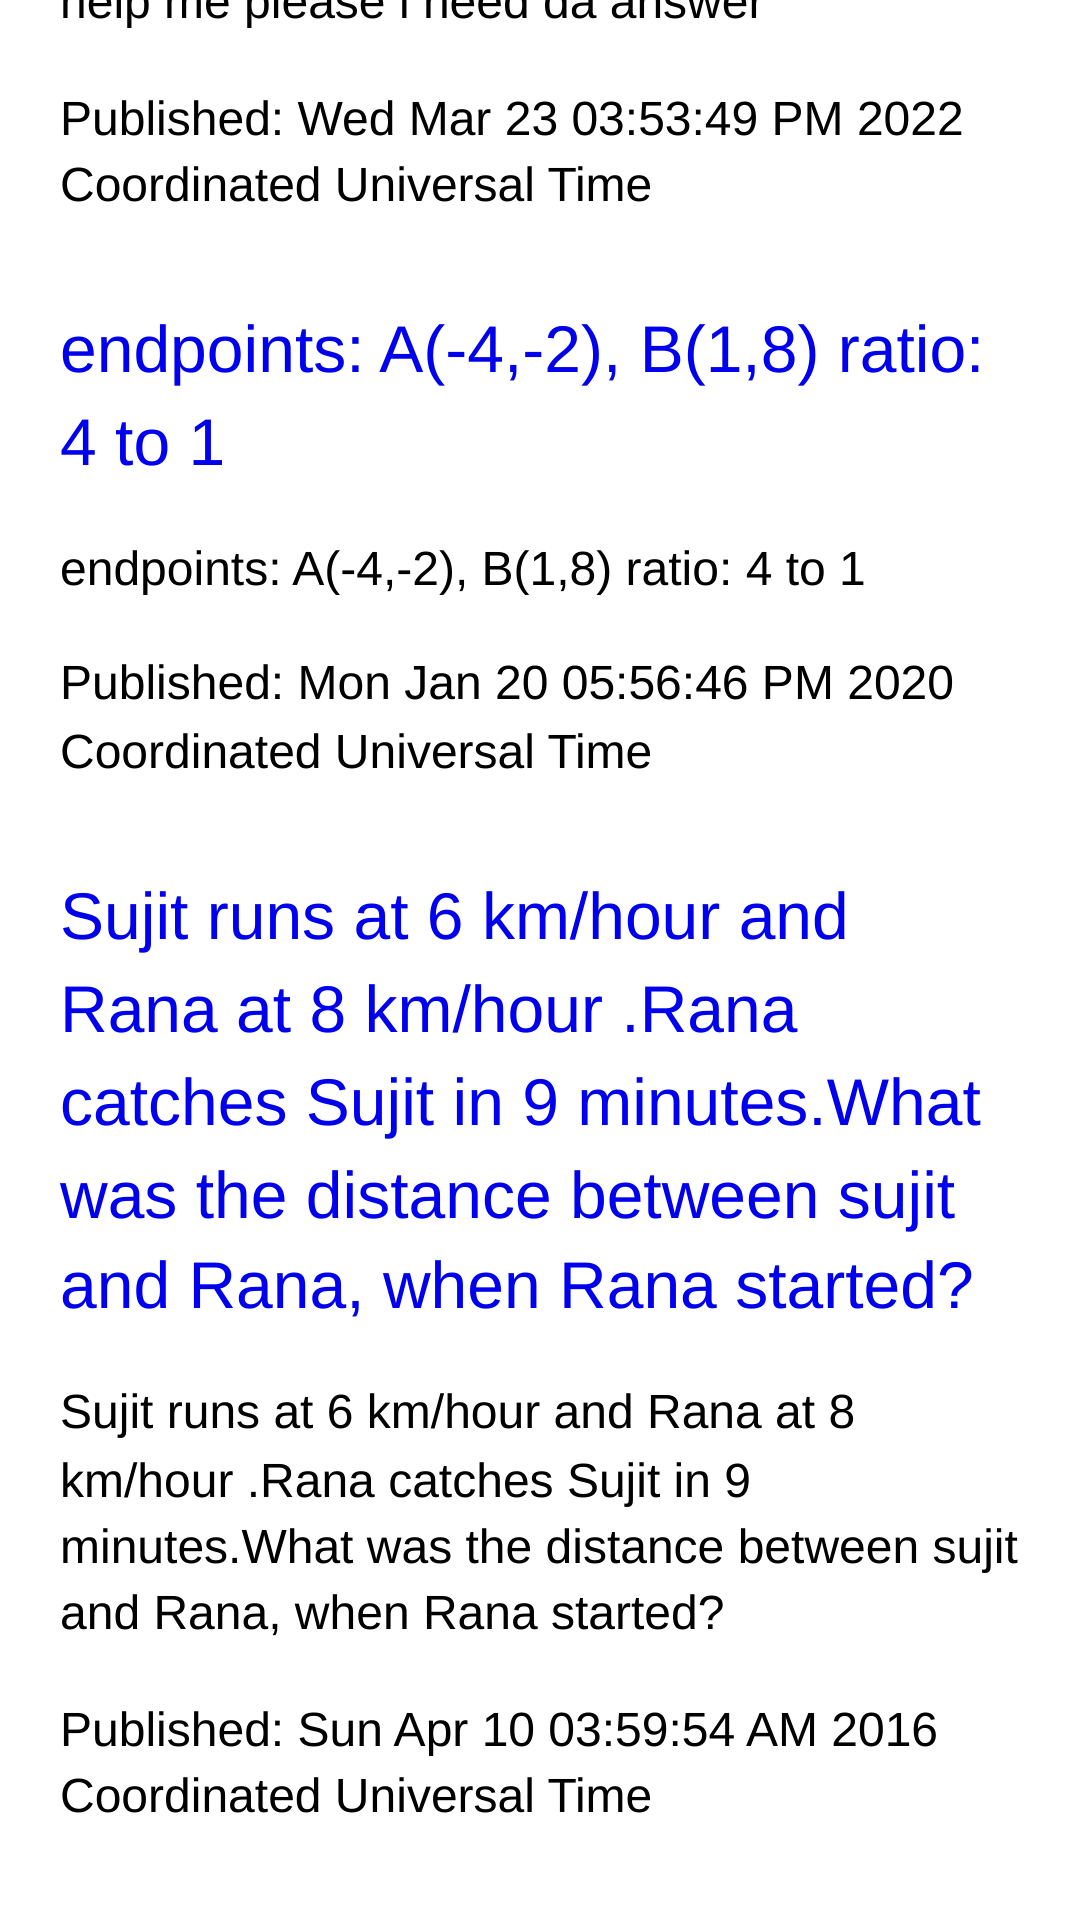 help me please i need da answer
Published: Wed Mar 23 03:53:49 PM 2022
Coordinated Universal Time
endpoints: A(-4,-2), B(1,8) ratio:
4 to 1
endpoints: A(-4,-2), B(1,8) ratio: 4 to 1
Published: Mon Jan 20 05:56:46 PM 2020
Coordinated Universal Time
Sujit runs at 6 km/hour and
Rana at 8 km/hour .Rana
catches Sujit in 9 minutes.What
was the distance between sujit
and Rana, when Rana started?
Sujit runs at 6 km/hour and Rana at 8
km/hour .Rana catches Sujit in 9
minutes.What was the distance between sujit
and Rana, when Rana started?
Published: Sun Apr 10 03:59:54 AM 2016
Coordinated Universal Time